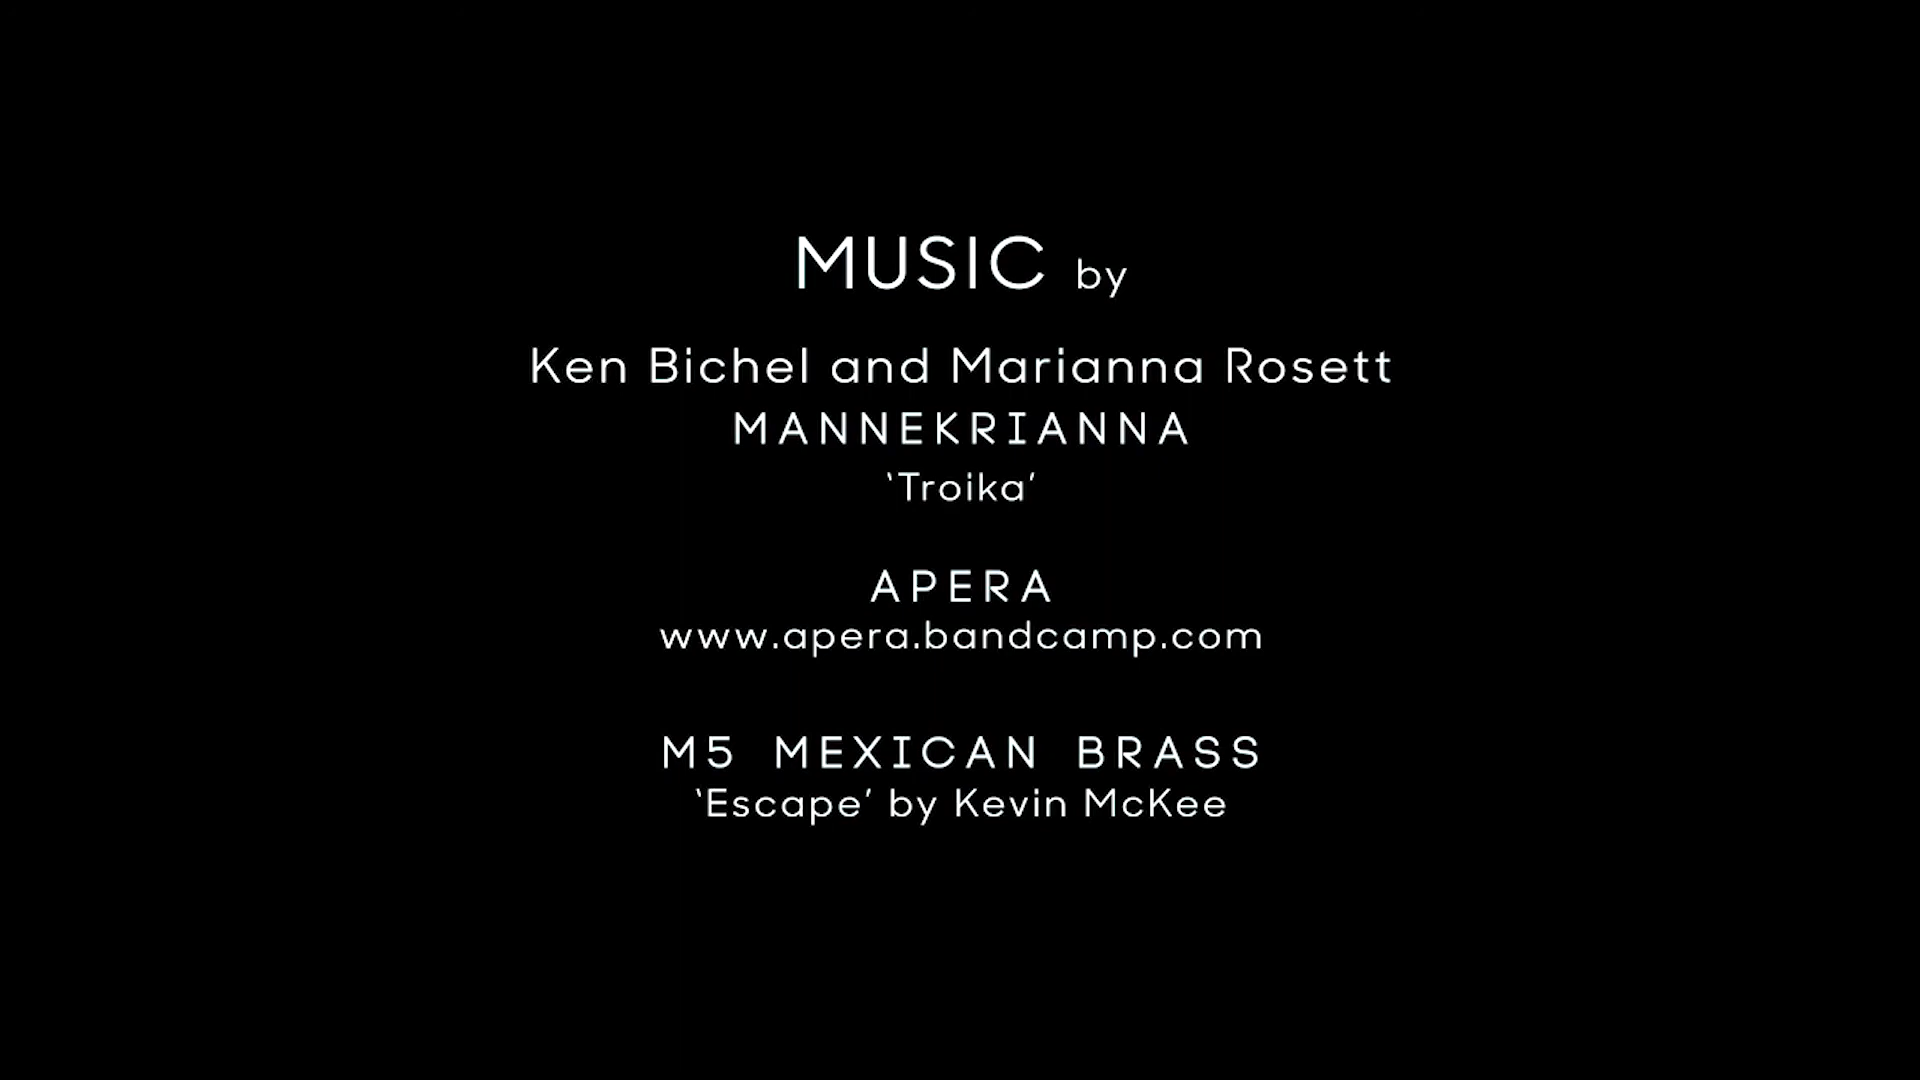 MUSIC by
Ken Bichel and Marianna Rosett
MANNEKRIANNA
‘Troika’
APERA
www.apera.bandcamp.com
M5 MEXICAN BRASS
‘Escape’ by Kevin McKee